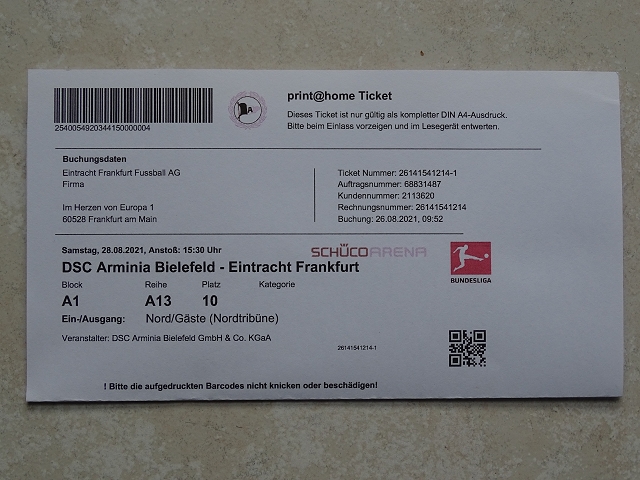 print@home Ticket
Dieses Ticket ist nur gültig als kompletter DIN A4-Ausdruck.
Bitte beim Einlass vorzeigen und im Lesegerät entwerten.
2540054920344150000004
Buchungsdaten
Eintracht Frankfurt Fussball AG
Firma
Im Herzen von Europa 1
60528 Frankfurt am Main
Ticket Nummer: 26141541214-1
Auftragsnummer: 68831487
Kundennummer: 2113620
Rechnungsnummer: 26141541214
Buchung: 26.08.2021, 09:52
Samstag, 28.08.2021, Anstoß: 15:30 Uhr
SCHÜCOARENA
DSC Arminia Bielefeld - Eintracht Frankfurt
BUNDESLIGA
Block Reihe Platz Kategorie
A1 A13 10
Ein-/Ausgang: Nord/Gäste (Nordtribüne)
Veranstalter: DSC Arminia Bielefeld GmbH & Co. KGaA
26141541214-1
! Bitte die aufgedruckten Barcodes nicht knicken oder beschädigen!